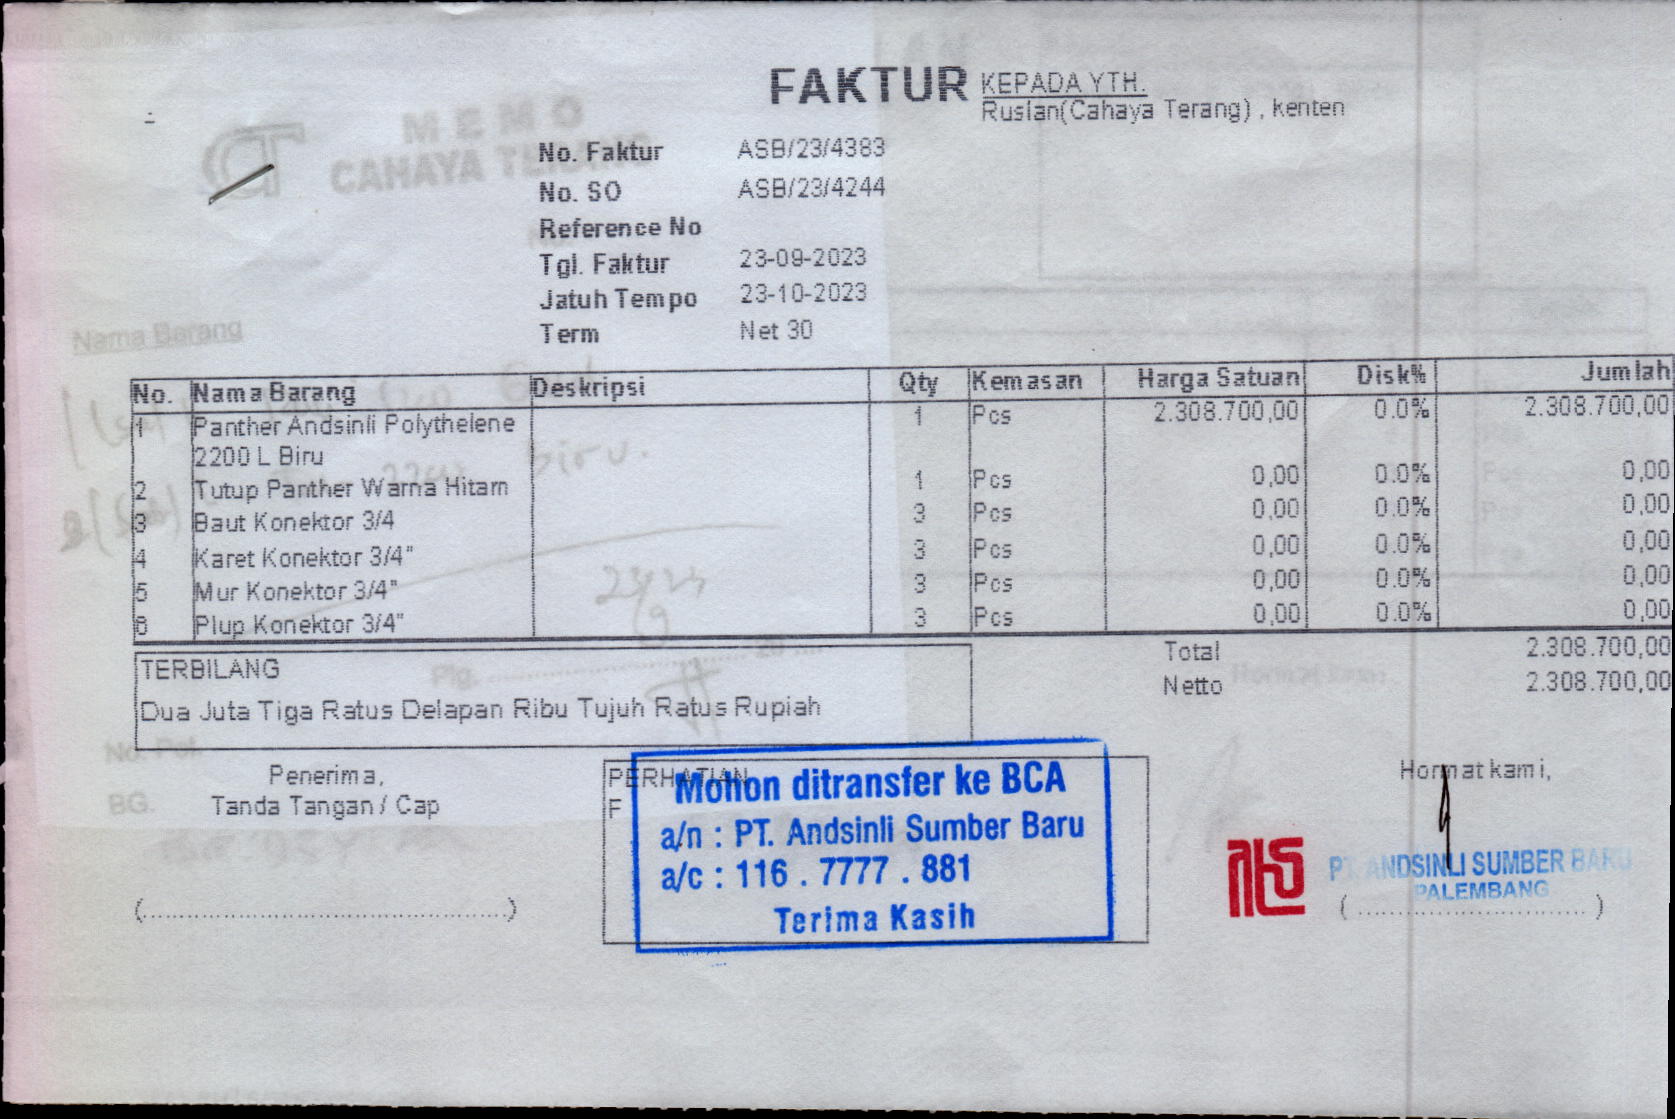 FAKTUR
KEPADA YTH.
Ruslan(Cahaya Terang) , kenten
MEMO
CAHAYA TERANG
No. Faktur ASB/23/4383
No. SO ASB/23/4244
Reference No
Tgl. Faktur 23-09-2023
Jatuh Tempo 23-10-2023
Term Net 30
Nama Barang
No. Nama Barang Deskripsi Qty Kemasan Harga Satuan Disk% Jumlah
1 Panther Andsinli Polythelene 1 Pcs 2.308.700,00 0.0% 2.308.700,00
2200 L Biru
2 Tutup Panther Warna Hitam 1 Pcs 0,00 0.0% 0,00
3 Baut Konektor 3/4 3 Pcs 0,00 0.0% 0,00
4 Karet Konektor 3/4" 3 Pcs 0,00 0.0% 0,00
5 Mur Konektor 3/4" 3 Pcs 0,00 0.0% 0,00
6 Plup Konektor 3/4" 3 Pcs 0,00 0.0% 0,00
biru.
Total 2.308.700,00
Netto 2.308.700,00
TERBILANG
Dua Juta Tiga Ratus Delapan Ribu Tujuh Ratus Rupiah
Plg. 20
No. Pol.
BG.
Penerima,
Tanda Tangan / Cap
(..............................................)
PERHATIAN
F
Mohon ditransfer ke BCA
a/n : PT. Andsinli Sumber Baru
a/c : 116 . 7777 . 881
Terima Kasih
Hormat kami,
PT. ANDSINLI SUMBER BARU
PALEMBANG
(..............................)